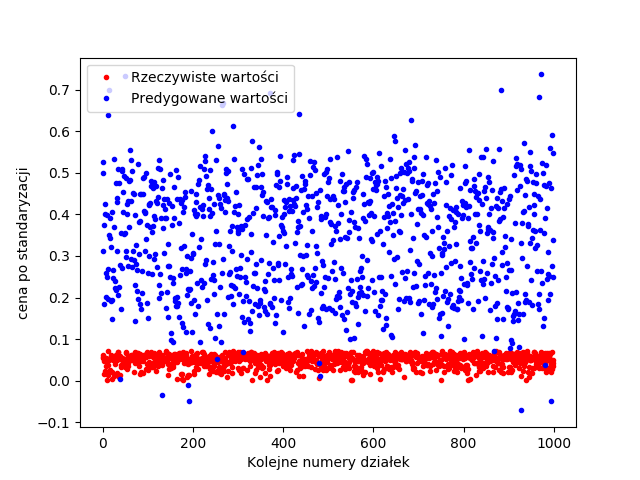 Rzeczywiste wartości
Predygowane wartości
cena po standaryzacji
0.7
0.6
0.5
0.4
0.3
0.2
0.1
0.0
−0.1
0 200 400 600 800 1000
Kolejne numery działek